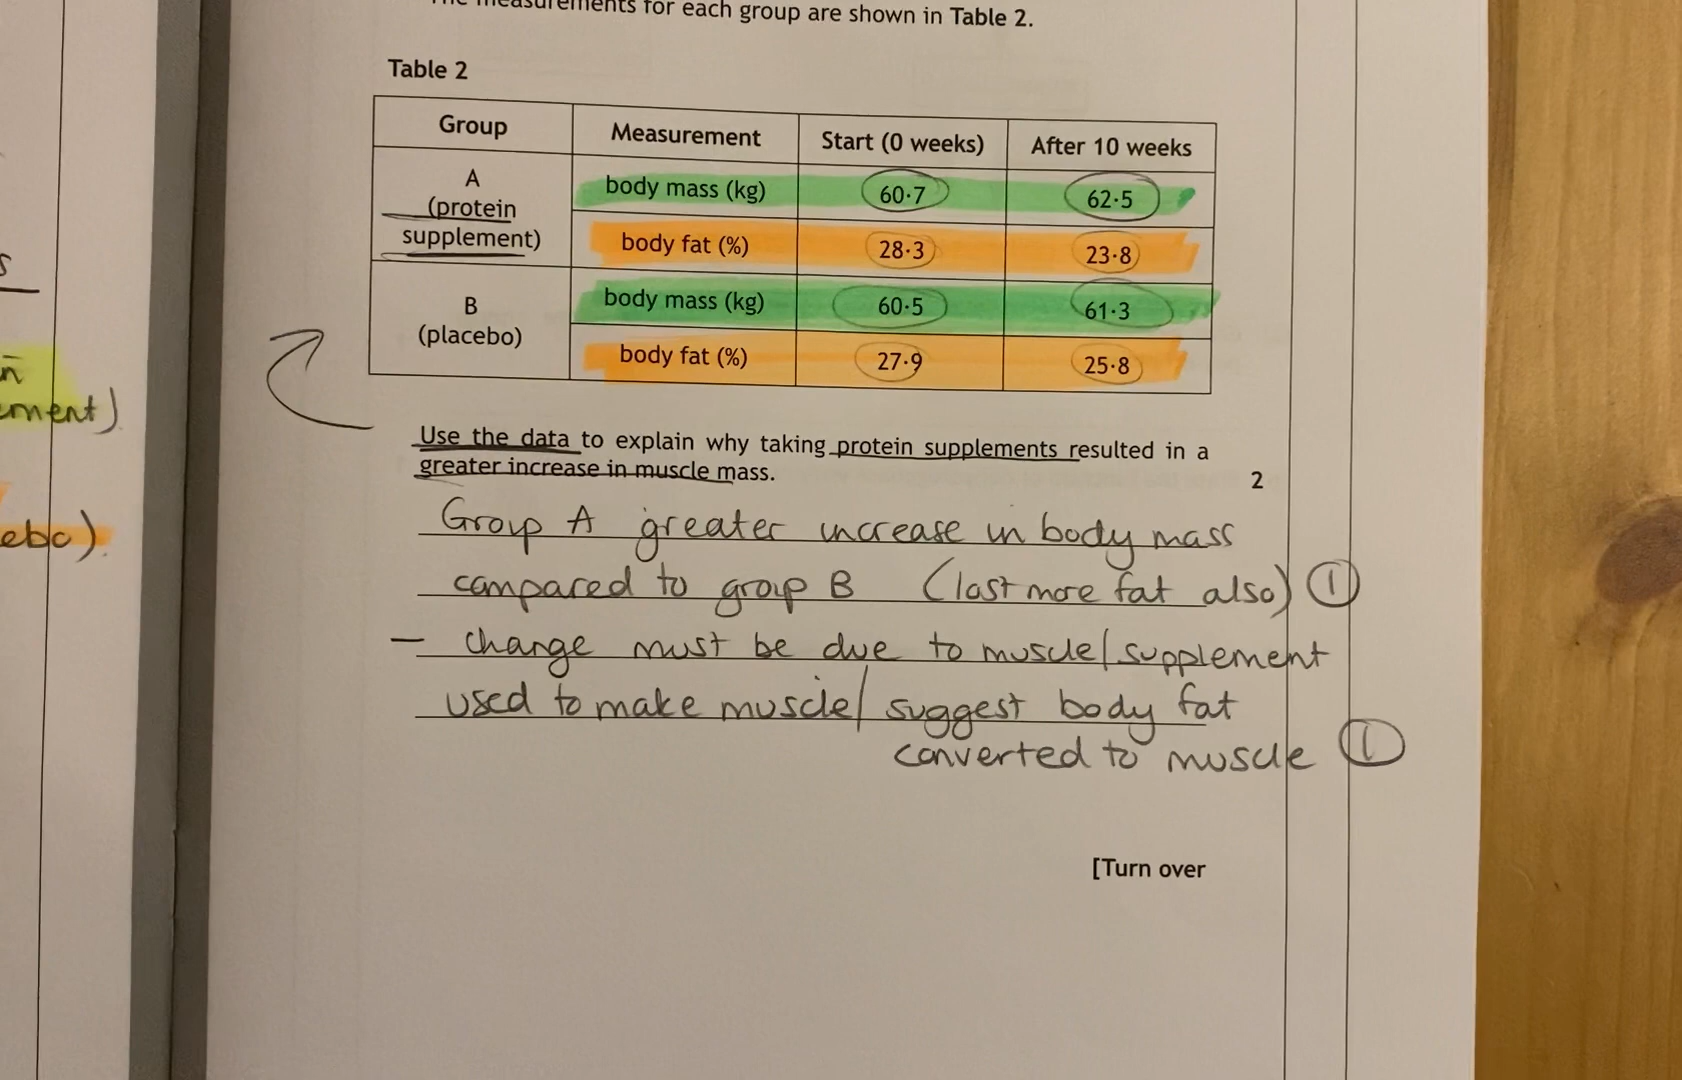 measurements for each group are shown in Table 2.
Table 2
Group Measurement Start (0 weeks) After 10 weeks
A (protein supplement) body mass (kg) 60·7 62·5
body fat (%) 28·3 23·8
B (placebo) body mass (kg) 60·5 61·3
body fat (%) 27·9 25·8
Use the data to explain why taking protein supplements resulted in a
greater increase in muscle mass.
2
Group A greater increase in body mass
compared to group B (lost more fat also) 1
– change must be due to muscle/supplement
used to make muscle/ suggest body fat
converted to muscle 1
[Turn over